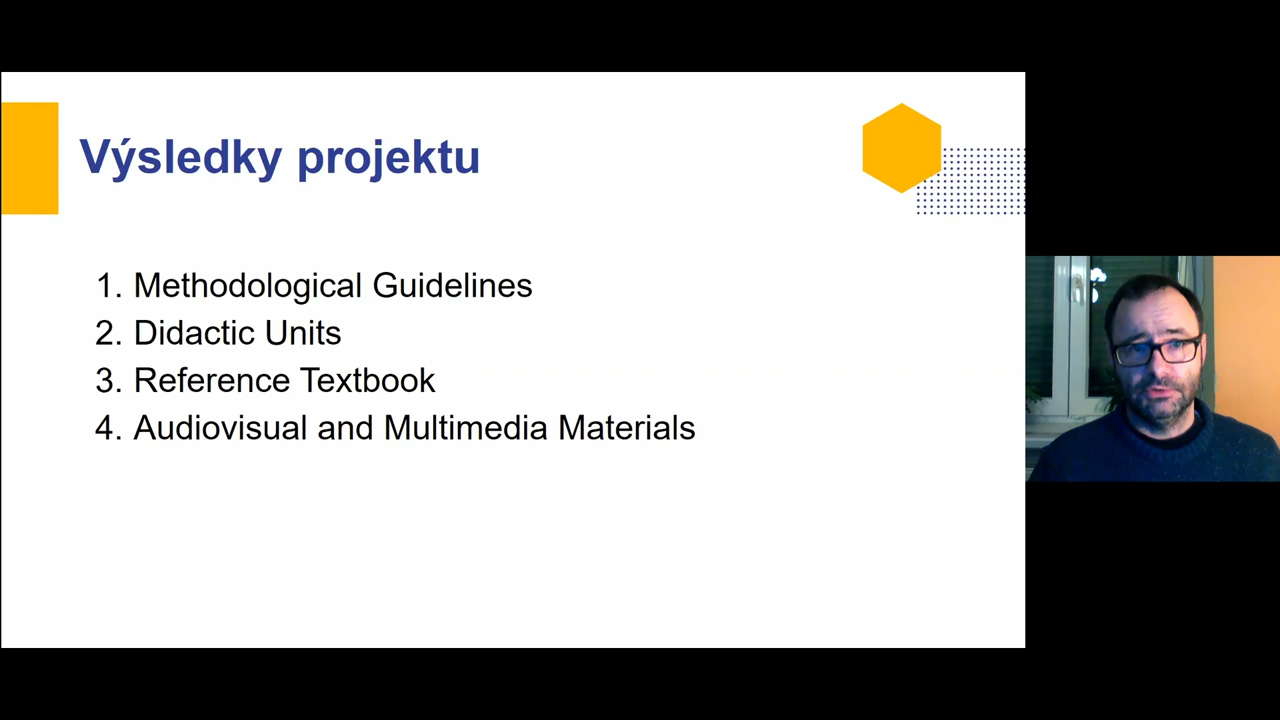 Výsledky projektu
1. Methodological Guidelines
2. Didactic Units
3. Reference Textbook
4. Audiovisual and Multimedia Materials